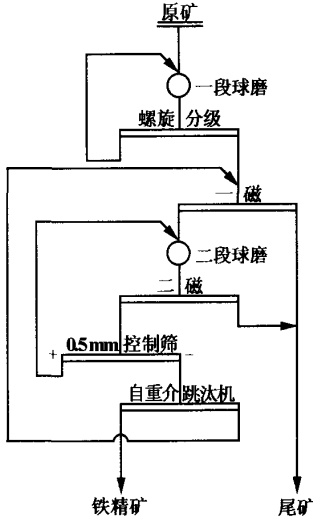 原矿
一段球磨
螺旋分级
一磁
二段球磨
二磁
+ 0.5mm控制筛 −
自重介跳汰机
铁精矿 尾矿